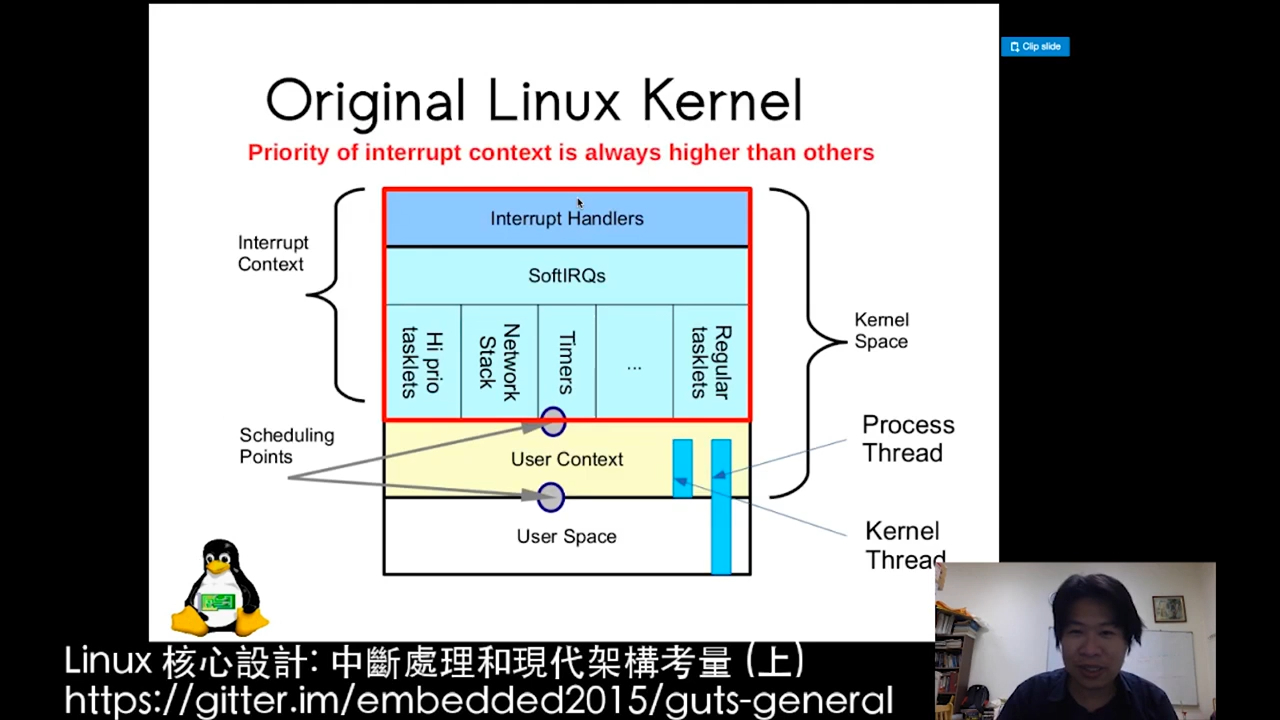 Clip slide
Original Linux Kernel
Priority of interrupt context is always higher than others
Interrupt
Context
Interrupt Handlers
SoftIRQs
Hi prio
tasklets
Network
Stack
Timers
...
Regular
tasklets
Kernel
Space
Scheduling
Points
User Context
Process
Thread
User Space
Kernel
Thread
Linux 核心設計: 中斷處理和現代架構考量 (上)
https://gitter.im/embedded2015/guts-general